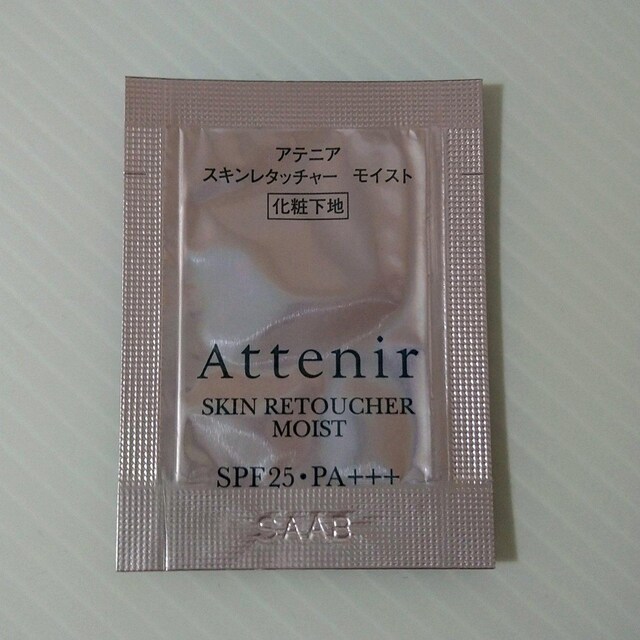 アテニア
スキンレタッチャー モイスト
化粧下地
Attenir
SKIN RETOUCHER
MOIST
SPF25・PA+++
SAAB